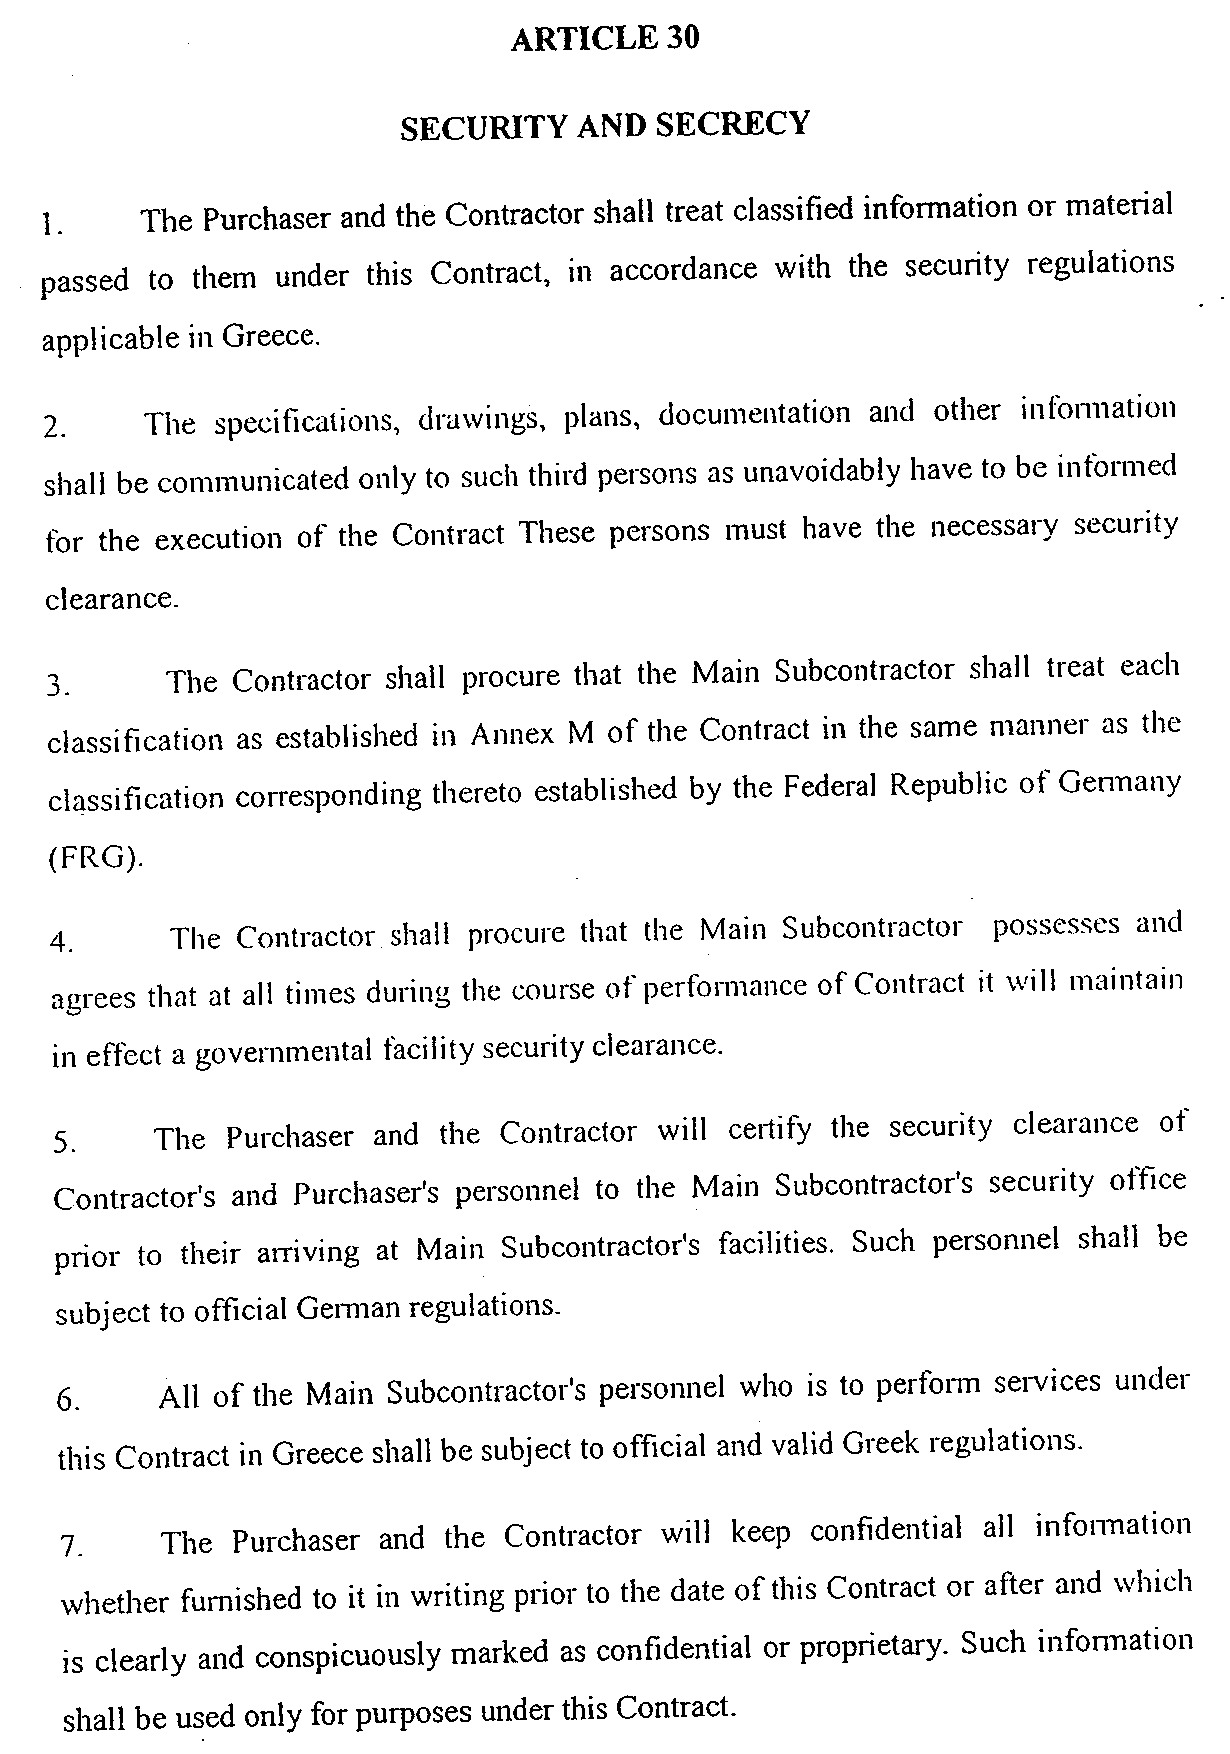 ARTICLE 30
SECURITY AND SECRECY
1. The Purchaser and the Contractor shall treat classified information or material
passed to them under this Contract, in accordance with the security regulations
applicable in Greece.
2. The specifications, drawings, plans, documentation and other information
shall be communicated only to such third persons as unavoidably have to be informed
for the execution of the Contract These persons must have the necessary security
clearance.
3. The Contractor shall procure that the Main Subcontractor shall treat each
classification as established in Annex M of the Contract in the same manner as the
classification corresponding thereto established by the Federal Republic of Germany
(FRG).
4. The Contractor shall procure that the Main Subcontractor possesses and
agrees that at all times during the course of performance of Contract it will maintain
in effect a governmental facility security clearance.
5. The Purchaser and the Contractor will certify the security clearance of
Contractor's and Purchaser's personnel to the Main Subcontractor's security office
prior to their arriving at Main Subcontractor's facilities. Such personnel shall be
subject to official German regulations.
6. All of the Main Subcontractor's personnel who is to perform services under
this Contract in Greece shall be subject to official and valid Greek regulations.
7. The Purchaser and the Contractor will keep confidential all information
whether furnished to it in writing prior to the date of this Contract or after and which
is clearly and conspicuously marked as confidential or proprietary. Such information
shall be used only for purposes under this Contract.